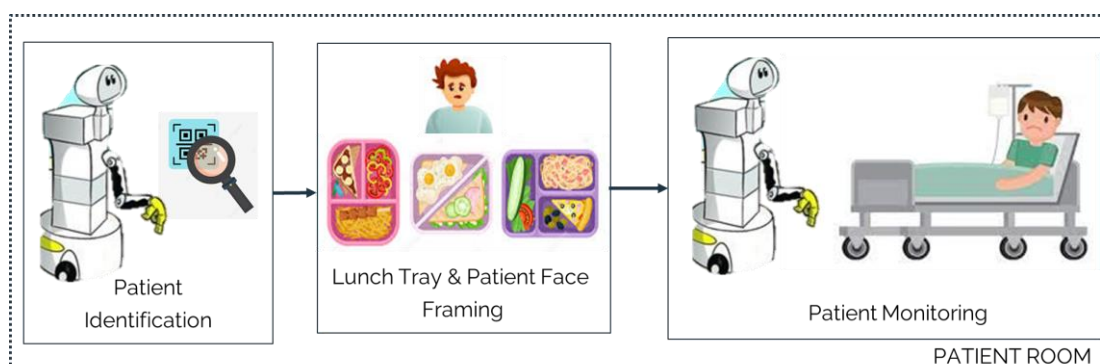 Patient
Identification
Lunch Tray & Patient Face
Framing
Patient Monitoring
PATIENT ROOM